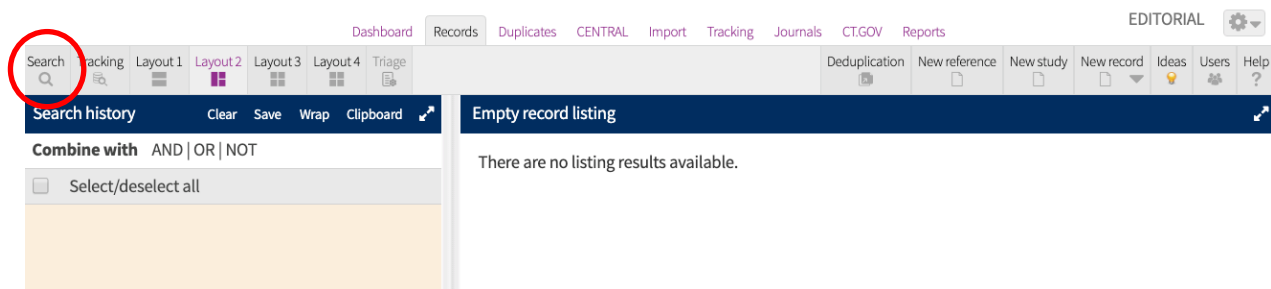 EDITORIAL
Dashboard Records Duplicates CENTRAL Import Tracking Journals CT.GOV Reports
Search Tracking Layout 1 Layout 2 Layout 3 Layout 4 Triage Deduplication New reference New study New record Ideas Users Help
Search history Clear Save Wrap Clipboard Empty record listing
Combine with AND | OR | NOT
There are no listing results available.
Select/deselect all